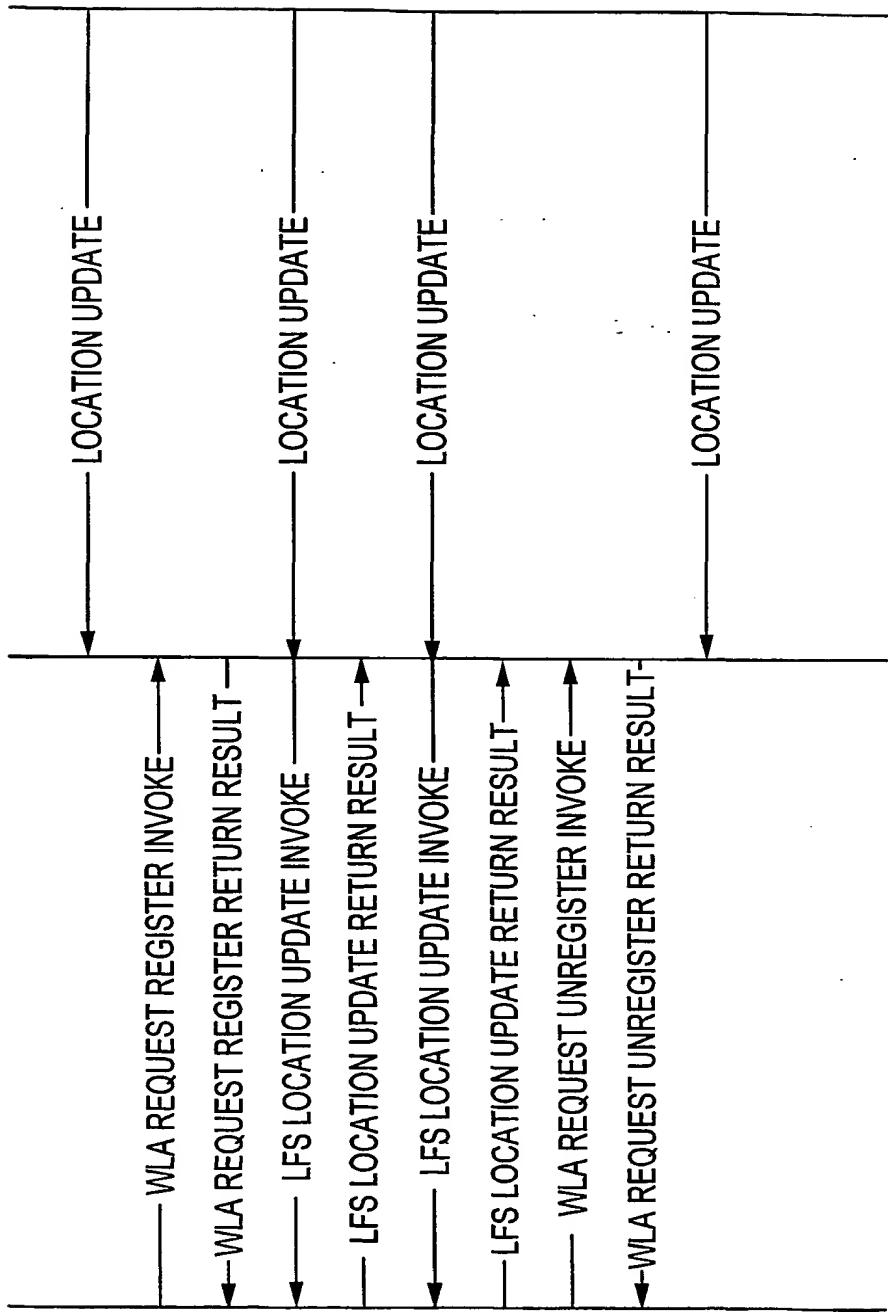 LOCATION UPDATE
WLA REQUEST REGISTER INVOKE
WLA REQUEST REGISTER RETURN RESULT
LOCATION UPDATE
LFS LOCATION UPDATE INVOKE
LFS LOCATION UPDATE RETURN RESULT
LOCATION UPDATE
LFS LOCATION UPDATE INVOKE
LFS LOCATION UPDATE RETURN RESULT
WLA REQUEST UNREGISTER INVOKE
WLA REQUEST UNREGISTER RETURN RESULT
LOCATION UPDATE